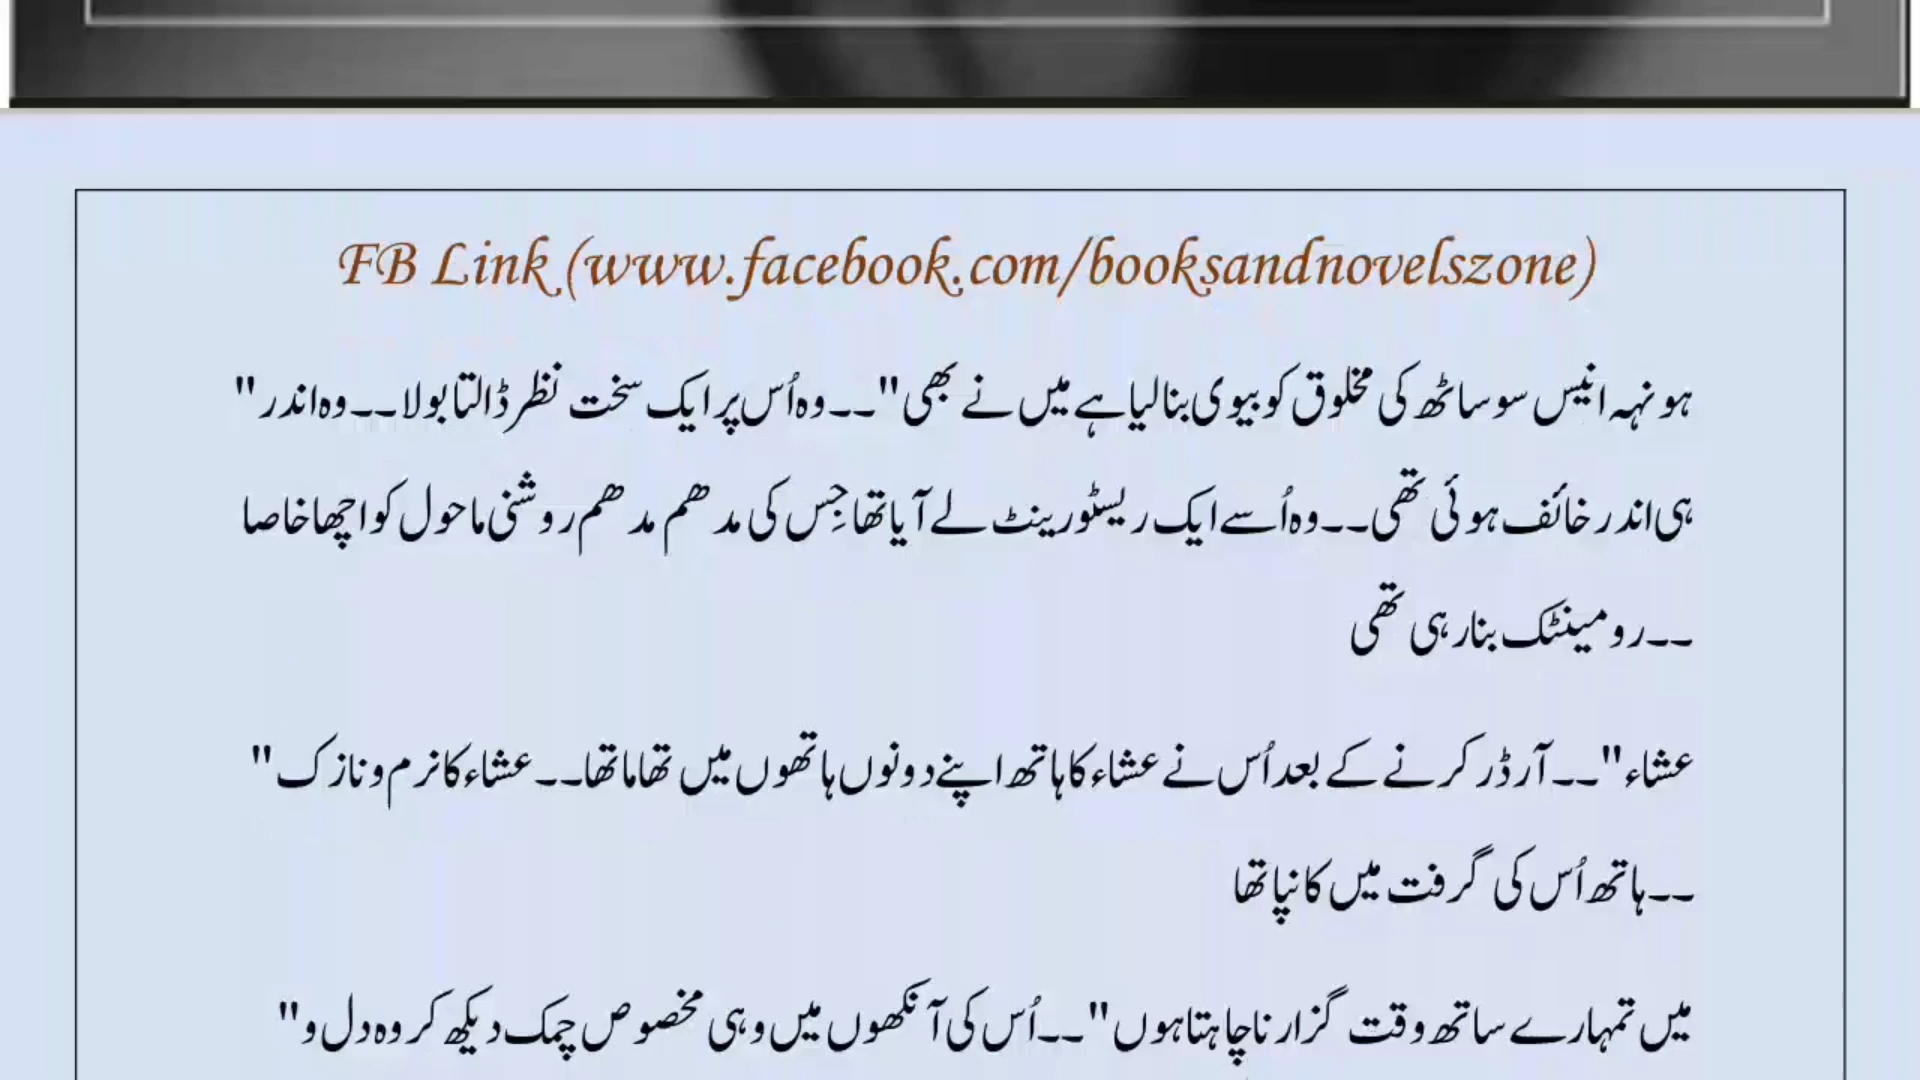 FB Link (www.facebook.com/booksandnovelszone)
ہونہہ انیس سو ساٹھ کی مخلوق کو بیوی بنا لیا ہے میں نے بھی"۔۔وہ اُس پر ایک سخت نظر ڈالتا بولا۔۔وہ اندر"
ہی اندر خائف ہوئی تھی۔۔وہ اُسے ایک ریسٹورینٹ لے آیا تھا جِس کی مدھم مدھم روشنی ماحول کو اچھا خاصا
۔۔رومینٹک بنا رہی تھی
عشاء"۔۔آرڈر کرنے کے بعد اُس نے عشاء کا ہاتھ اپنے دونوں ہاتھوں میں تھاما تھا۔۔عشاء کا نرم و نازک"
۔۔ہاتھ اُس کی گرفت میں کانپا تھا
میں تمہارے ساتھ وقت گزارنا چاہتا ہوں"۔۔اُس کی آنکھوں میں وہی مخصوص چمک دیکھ کر وہ دل و"